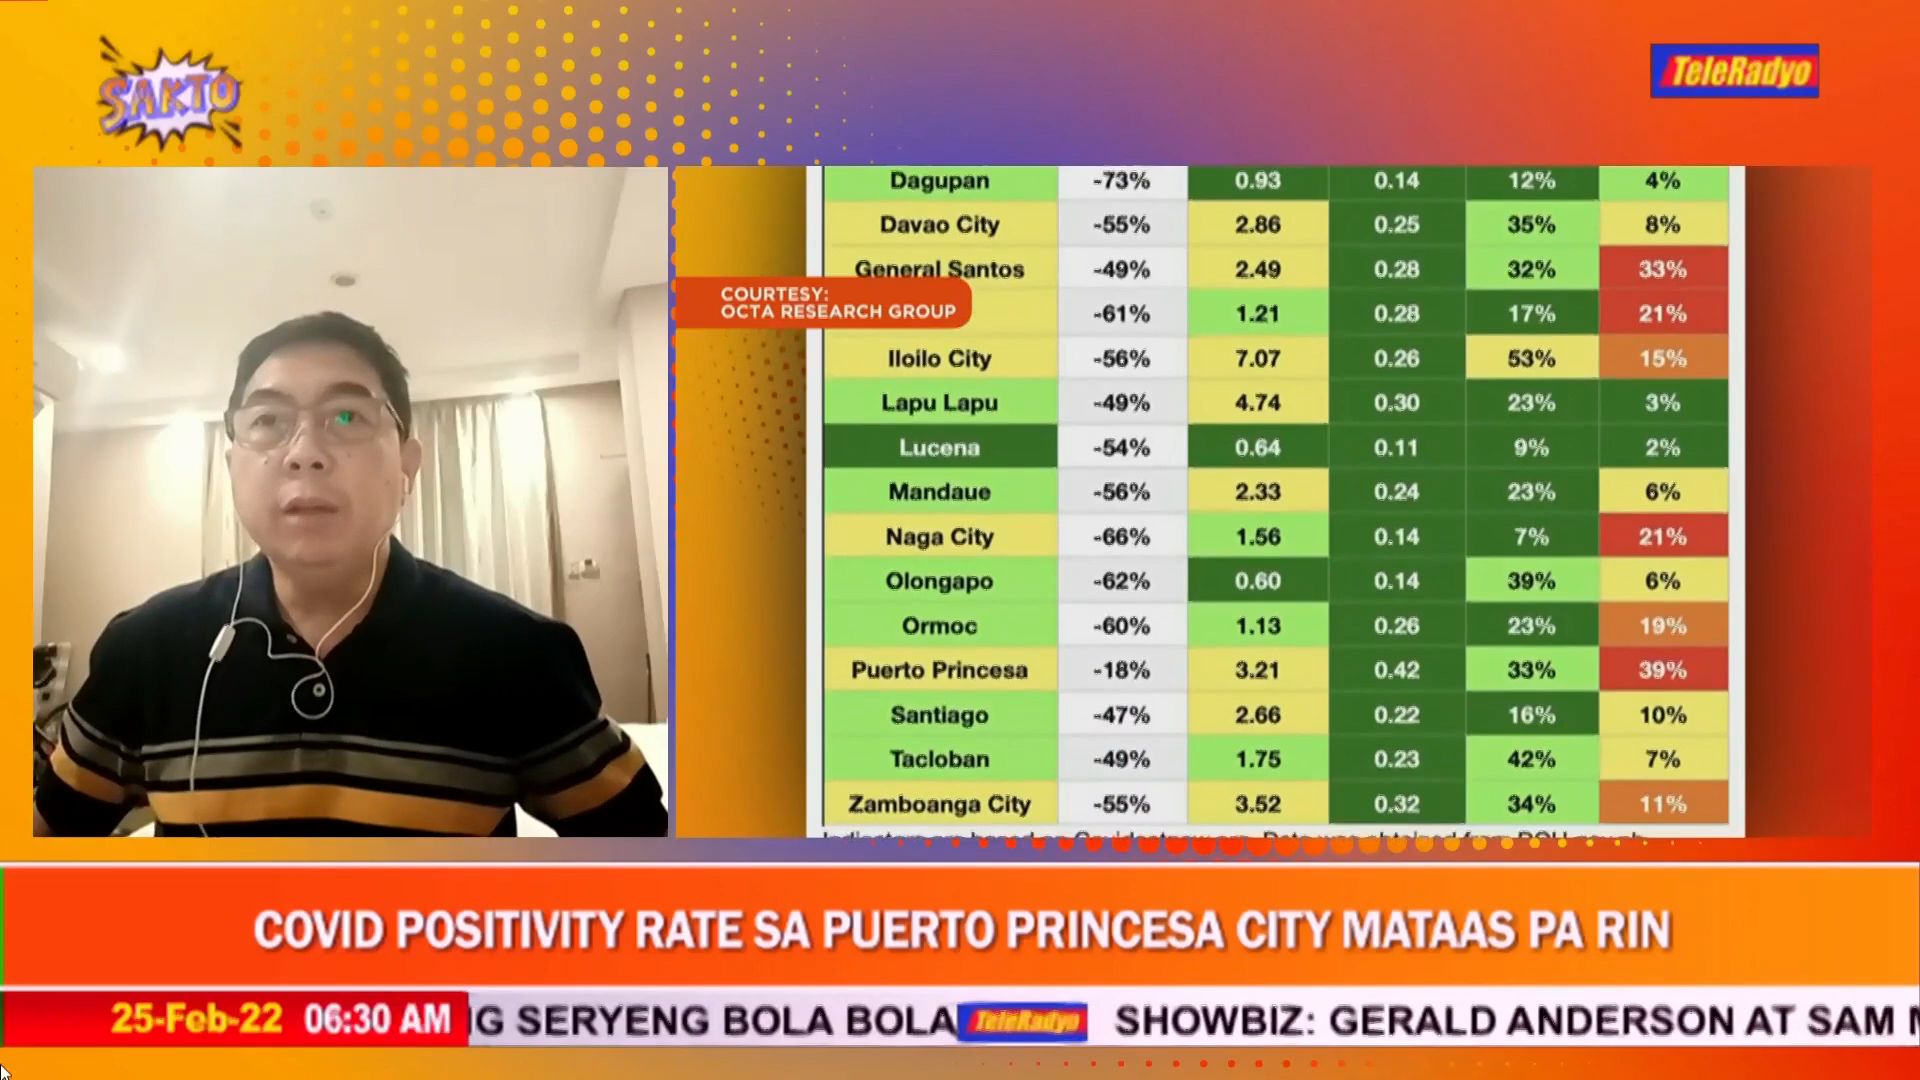 SAKTO
TeleRadyo
Dagupan -73% 0.93 0.14 12% 4%
Davao City -55% 2.86 0.25 35% 8%
General Santos -49% 2.49 0.28 32% 33%
COURTESY:
OCTA RESEARCH GROUP
-61% 1.21 0.28 17% 21%
Iloilo City -56% 7.07 0.26 53% 15%
Lapu Lapu -49% 4.74 0.30 23% 3%
Lucena -54% 0.64 0.11 9% 2%
Mandaue -56% 2.33 0.24 23% 6%
Naga City -66% 1.56 0.14 7% 21%
Olongapo -62% 0.60 0.14 39% 6%
Ormoc -60% 1.13 0.26 23% 19%
Puerto Princesa -18% 3.21 0.42 33% 39%
Santiago -47% 2.66 0.22 16% 10%
Tacloban -49% 1.75 0.23 42% 7%
Zamboanga City -55% 3.52 0.32 34% 11%
COVID POSITIVITY RATE SA PUERTO PRINCESA CITY MATAAS PA RIN
25-Feb-22 06:30 AM G SERYENG BOLA BOLA TeleRadyo SHOWBIZ: GERALD ANDERSON AT SAM